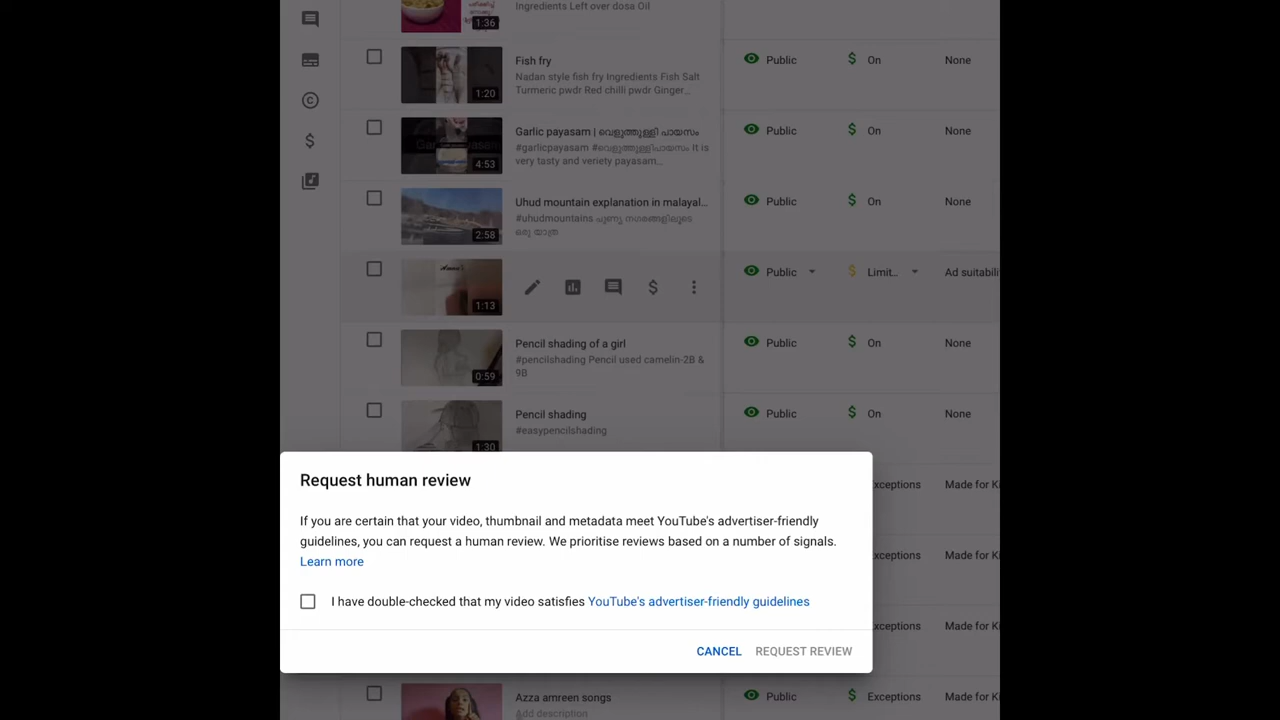 Ingredients Left over dosa Oil
1:36
Fish fry
Nadan style fish fry Ingredients Fish Salt
Turmeric pwdr Red chilli pwdr Ginger...
1:20
Public
On
None
Garlic payasam | വെളുത്തുള്ളി പായസം
#garlicpayasam #വെളുത്തുള്ളിപായസം It is
very tasty and veriety payasam...
4:53
Public
On
None
Uhud mountain explanation in malayal...
#uhudmountains പുണ്യ നഗരങ്ങളിലൂടെ
ഒരു യാത്ര
2:58
Public
On
None
1:13
Public
Limit...
Ad suitabili
Pencil shading of a girl
#pencilshading Pencil used camelin-2B &
9B
0:59
Public
On
None
Pencil shading
#easypencilshading
1:30
Public
On
None
Request human review
If you are certain that your video, thumbnail and metadata meet YouTube's advertiser-friendly
guidelines, you can request a human review. We prioritise reviews based on a number of signals.
Learn more
I have double-checked that my video satisfies YouTube's advertiser-friendly guidelines
CANCEL REQUEST REVIEW
Exceptions
Made for Ki
Exceptions
Made for Ki
Exceptions
Made for Ki
Azza amreen songs
Add description
Public
Exceptions
Made for Ki